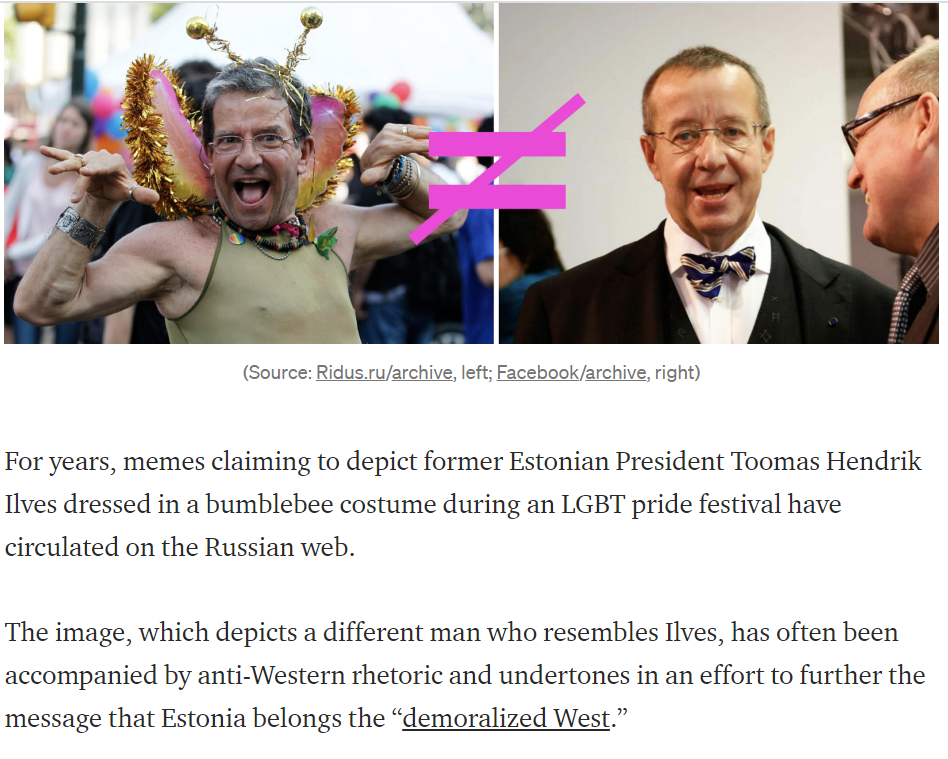 (Source: Ridus.ru/archive, left; Facebook/archive, right)
For years, memes claiming to depict former Estonian President Toomas Hendrik
Ilves dressed in a bumblebee costume during an LGBT pride festival have
circulated on the Russian web.
The image, which depicts a different man who resembles Ilves, has often been
accompanied by anti-Western rhetoric and undertones in an effort to further the
message that Estonia belongs the “demoralized West.”